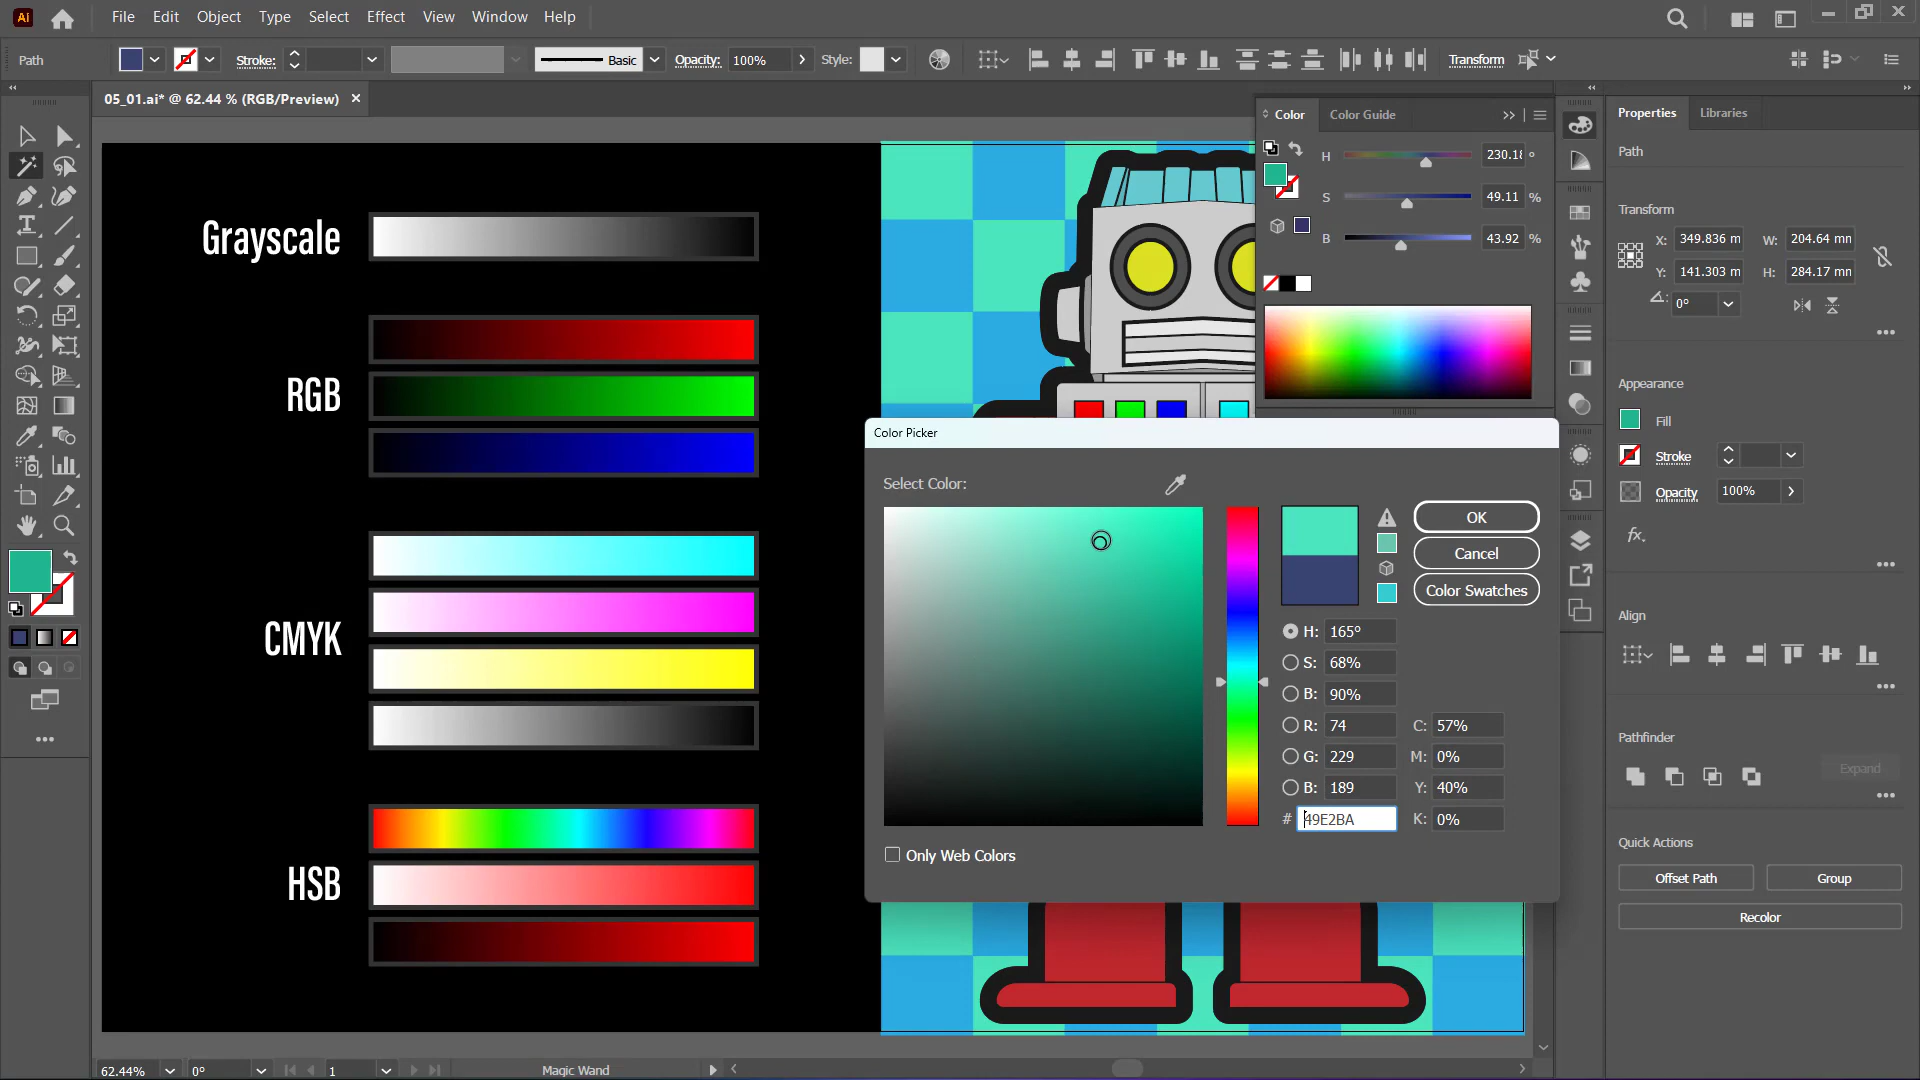 Ai File Edit Object Type Select Effect View Window Help
Path Stroke: Basic Opacity: 100% Style: Transform
05_01.ai* @ 62.44 % (RGB/Preview) ×
Color Color Guide
H 230.18 °
S 49.11 %
B 43.92 %
Properties Libraries
Path
Transform
X: 349.836 m W: 204.64 mm
Y: 141.303 m H: 284.17 mm
0°
Appearance
Fill
Stroke
Opacity 100%
fx.
Align
Pathfinder
Expand
Quick Actions
Offset Path Group
Recolor
Grayscale
RGB
CMYK
HSB
Color Picker
Select Color:
OK
Cancel
Color Swatches
H: 165°
S: 68%
B: 90%
R: 74 C: 57%
G: 229 M: 0%
B: 189 Y: 40%
# 49E2BA K: 0%
Only Web Colors
62.44% 0° 1 Magic Wand